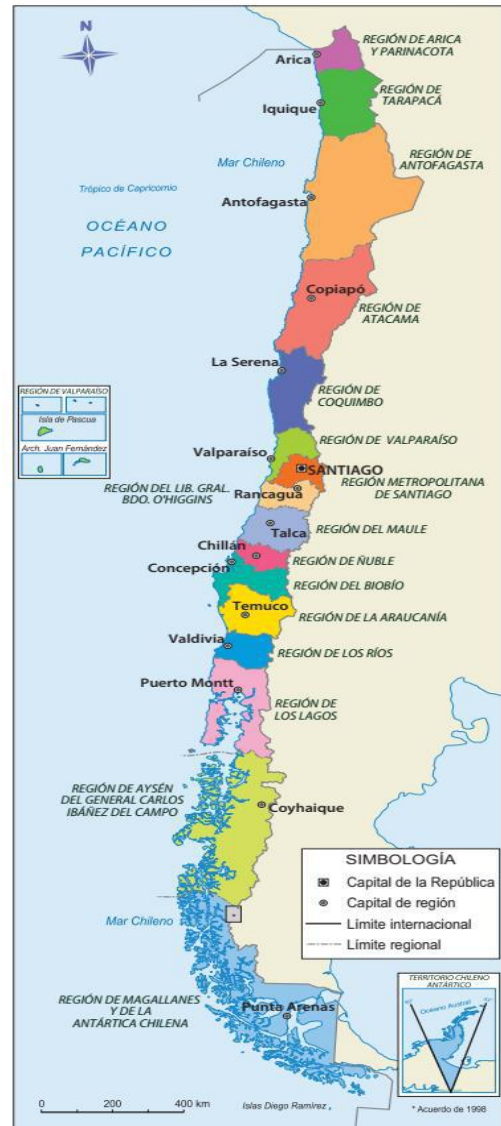 N
REGIÓN DE ARICA
Y PARINACOTA
Arica
REGIÓN DE
TARAPACÁ
Iquique
REGIÓN DE
ANTOFAGASTA
Mar Chileno
Trópico de Capricornio
Antofagasta
OCÉANO
PACÍFICO
Copiapó
REGIÓN DE
ATACAMA
La Serena
REGIÓN DE
COQUIMBO
REGIÓN DE VALPARAÍSO
Isla de Pascua
Arch. Juan Fernández
REGIÓN DE VALPARAÍSO
Valparaíso
SANTIAGO
REGIÓN METROPOLITANA
DE SANTIAGO
REGIÓN DEL LIB. GRAL.
BDO. O'HIGGINS
Rancagua
Talca
REGIÓN DEL MAULE
Chillán
REGIÓN DE ÑUBLE
Concepción
REGIÓN DEL BIOBÍO
Temuco
REGIÓN DE LA ARAUCANÍA
Valdivia
REGIÓN DE LOS RÍOS
Puerto Montt
REGIÓN DE
LOS LAGOS
REGIÓN DE AYSÉN
DEL GENERAL CARLOS
IBÁÑEZ DEL CAMPO
Coyhaique
SIMBOLOGÍA
Capital de la República
Capital de región
Límite internacional
Límite regional
Mar Chileno
*
REGIÓN DE MAGALLANES
Y DE LA
ANTÁRTICA CHILENA
Punta Arenas
TERRITORIO CHILENO
ANTÁRTICO
Océano Austral
0 400 km
Islas Diego Ramírez
* Acuerdo de 1998